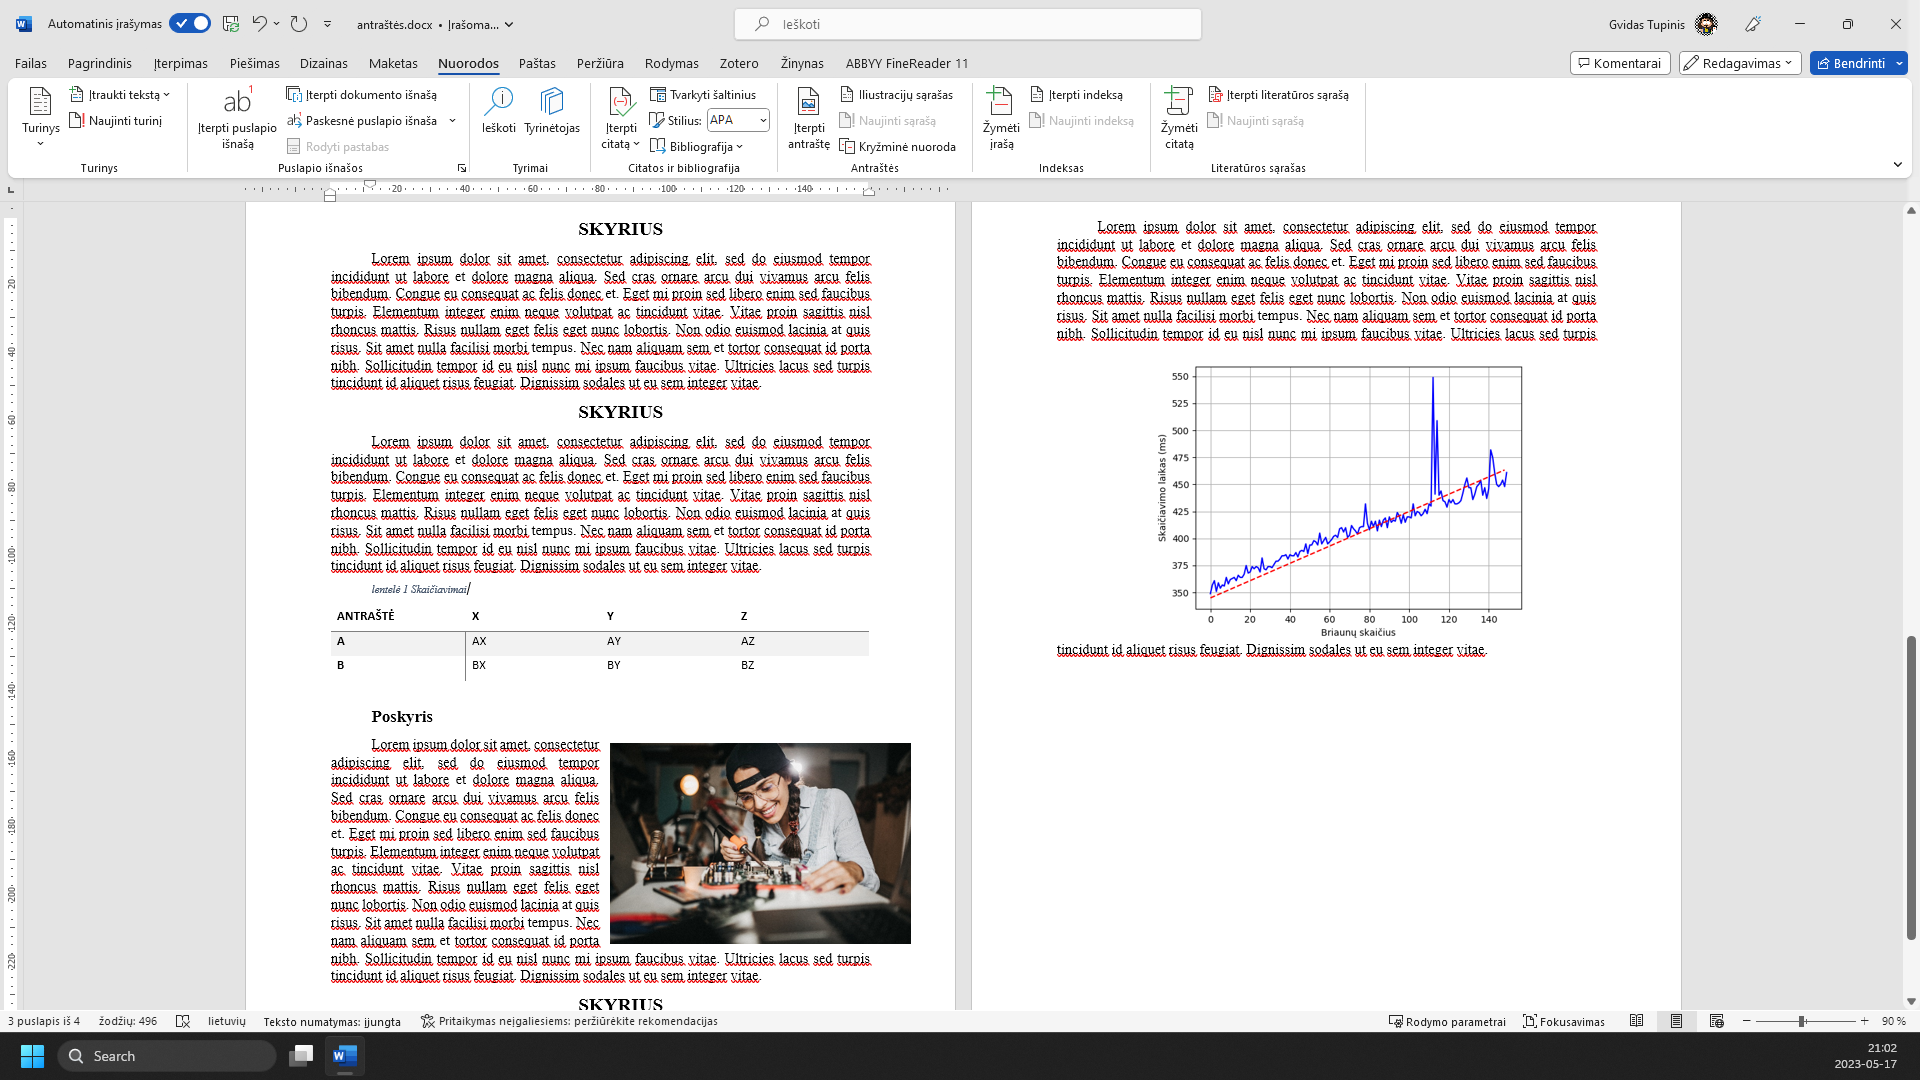 Automatinis įrašymas
antraštės.docx • Įrašoma...
Ieškoti
Gvidas Tupinis
Failas Pagrindinis Įterpimas Piešimas Dizainas Maketas Nuorodos Paštas Peržiūra Rodymas Zotero Žinynas ABBYY FineReader 11
Komentarai Redagavimas Bendrinti
Turinys
Įtraukti tekstą
Naujinti turinį
Turinys
ab
Įterpti puslapio
išnašą
Įterpti dokumento išnašą
Paskesnė puslapio išnaša
Rodyti pastabas
Puslapio išnašos
Ieškoti
Tyrinėtojas
Tyrimai
Įterpti
citatą
Tvarkyti šaltinius
Stilius: APA
Bibliografija
Citatos ir bibliografija
Įterpti
antraštę
Iliustracijų sąrašas
Naujinti sąrašą
Kryžminė nuoroda
Antraštės
Žymėti
įrašą
Įterpti indeksą
Naujinti indeksą
Indeksas
Žymėti
citatą
Įterpti literatūros sąrašą
Naujinti sąrašą
Literatūros sąrašas
20 40 60 80 100 120 140
SKYRIUS
Lorem ipsum dolor sit amet, consectetur adipiscing elit, sed do eiusmod tempor
incididunt ut labore et dolore magna aliqua. Sed cras ornare arcu dui vivamus arcu felis
bibendum. Congue eu consequat ac felis donec et. Eget mi proin sed libero enim sed faucibus
turpis. Elementum integer enim neque volutpat ac tincidunt vitae. Vitae proin sagittis nisl
rhoncus mattis. Risus nullam eget felis eget nunc lobortis. Non odio euismod lacinia at quis
risus. Sit amet nulla facilisi morbi tempus. Nec nam aliquam sem et tortor consequat id porta
nibh. Sollicitudin tempor id eu nisl nunc mi ipsum faucibus vitae. Ultricies lacus sed turpis
tincidunt id aliquet risus feugiat. Dignissim sodales ut eu sem integer vitae.
SKYRIUS
Lorem ipsum dolor sit amet, consectetur adipiscing elit, sed do eiusmod tempor
incididunt ut labore et dolore magna aliqua. Sed cras ornare arcu dui vivamus arcu felis
bibendum. Congue eu consequat ac felis donec et. Eget mi proin sed libero enim sed faucibus
turpis. Elementum integer enim neque volutpat ac tincidunt vitae. Vitae proin sagittis nisl
rhoncus mattis. Risus nullam eget felis eget nunc lobortis. Non odio euismod lacinia at quis
risus. Sit amet nulla facilisi morbi tempus. Nec nam aliquam sem et tortor consequat id porta
nibh. Sollicitudin tempor id eu nisl nunc mi ipsum faucibus vitae. Ultricies lacus sed turpis
tincidunt id aliquet risus feugiat. Dignissim sodales ut eu sem integer vitae.
lentelė 1 Skaičiavimai
ANTRAŠTĖ X Y Z
A AX AY AZ
B BX BY BZ
Poskyris
Lorem ipsum dolor sit amet, consectetur
adipiscing elit, sed do eiusmod tempor
incididunt ut labore et dolore magna aliqua.
Sed cras ornare arcu dui vivamus arcu felis
bibendum. Congue eu consequat ac felis donec
et. Eget mi proin sed libero enim sed faucibus
turpis. Elementum integer enim neque volutpat
ac tincidunt vitae. Vitae proin sagittis nisl
rhoncus mattis. Risus nullam eget felis eget
nunc lobortis. Non odio euismod lacinia at quis
risus. Sit amet nulla facilisi morbi tempus. Nec
nam aliquam sem et tortor consequat id porta
nibh. Sollicitudin tempor id eu nisl nunc mi ipsum faucibus vitae. Ultricies lacus sed turpis
tincidunt id aliquet risus feugiat. Dignissim sodales ut eu sem integer vitae.
SKYRIUS
Lorem ipsum dolor sit amet, consectetur adipiscing elit, sed do eiusmod tempor
incididunt ut labore et dolore magna aliqua. Sed cras ornare arcu dui vivamus arcu felis
bibendum. Congue eu consequat ac felis donec et. Eget mi proin sed libero enim sed faucibus
turpis. Elementum integer enim neque volutpat ac tincidunt vitae. Vitae proin sagittis nisl
rhoncus mattis. Risus nullam eget felis eget nunc lobortis. Non odio euismod lacinia at quis
risus. Sit amet nulla facilisi morbi tempus. Nec nam aliquam sem et tortor consequat id porta
nibh. Sollicitudin tempor id eu nisl nunc mi ipsum faucibus vitae. Ultricies lacus sed turpis
550
525
500
475
450
425
400
375
350
Skaičiavimo laikas (ms)
0 20 40 60 80 100 120 140
Briaunų skaičius
tincidunt id aliquet risus feugiat. Dignissim sodales ut eu sem integer vitae.
20
40
60
80
100
120
140
160
180
200
220
3 puslapis iš 4 žodžių: 496 lietuvių Teksto numatymas: įjungta Pritaikymas neįgaliesiems: peržiūrėkite rekomendacijas
Rodymo parametrai Fokusavimas 90 %
Search
21:02
2023-05-17